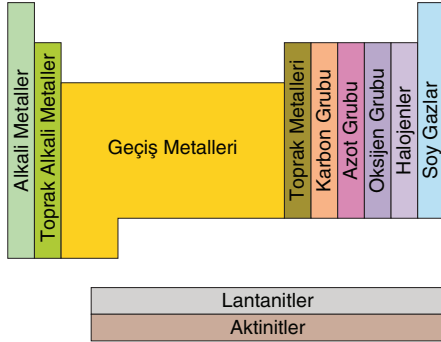 Alkali Metaller
Toprak Alkali Metaller
Geçiş Metalleri
Toprak Metalleri
Karbon Grubu
Azot Grubu
Oksijen Grubu
Halojenler
Soy Gazlar
Lantanitler
Aktinitler